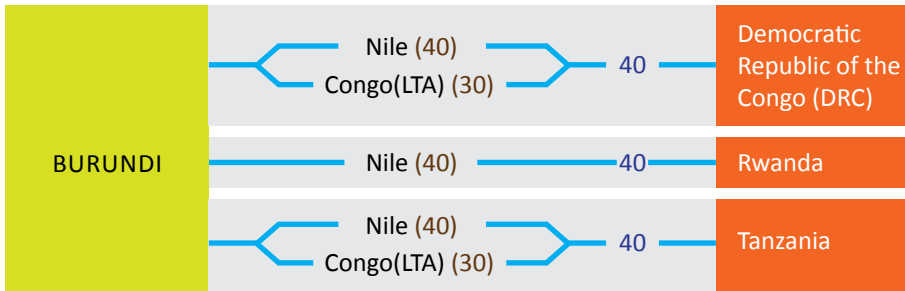 BURUNDI
Nile (40)
Congo(LTA) (30)
40
Democratic
Republic of the
Congo (DRC)
Nile (40)
40
Rwanda
Nile (40)
Congo(LTA) (30)
40
Tanzania